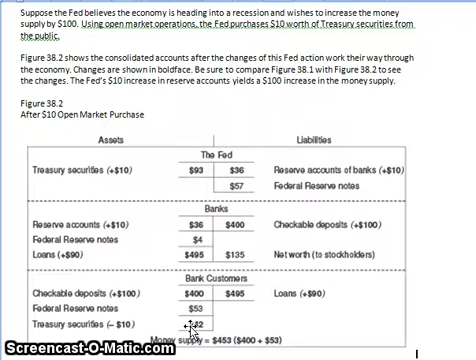 Suppose the Fed believes the economy is heading into a recession and wishes to increase the money
supply by $100. Using open market operations, the Fed purchases $10 worth of Treasury securities from
the public.
Figure 38.2 shows the consolidated accounts after the changes of this Fed action work their way through
the economy. Changes are shown in boldface. Be sure to compare Figure 38.1 with Figure 38.2 to see
the changes. The Fed's $10 increase in reserve accounts yields a $100 increase in the money supply.
Figure 38.2
After $10 Open Market Purchase
Assets Liabilities
The Fed
Treasury securities (+$10) $93 $36 Reserve accounts of banks (+$10)
$57 Federal Reserve notes
Banks
Reserve accounts (+$10) $36 $400 Checkable deposits (+$100)
Federal Reserve notes $4
Loans (+$90) $495 $135 Net worth (to stockholders)
Bank Customers
Checkable deposits (+$100) $400 $495 Loans (+$90)
Federal Reserve notes $53
Treasury securities (– $10)
Money supply = $453 ($400 + $53)
Screencast-O-Matic.com